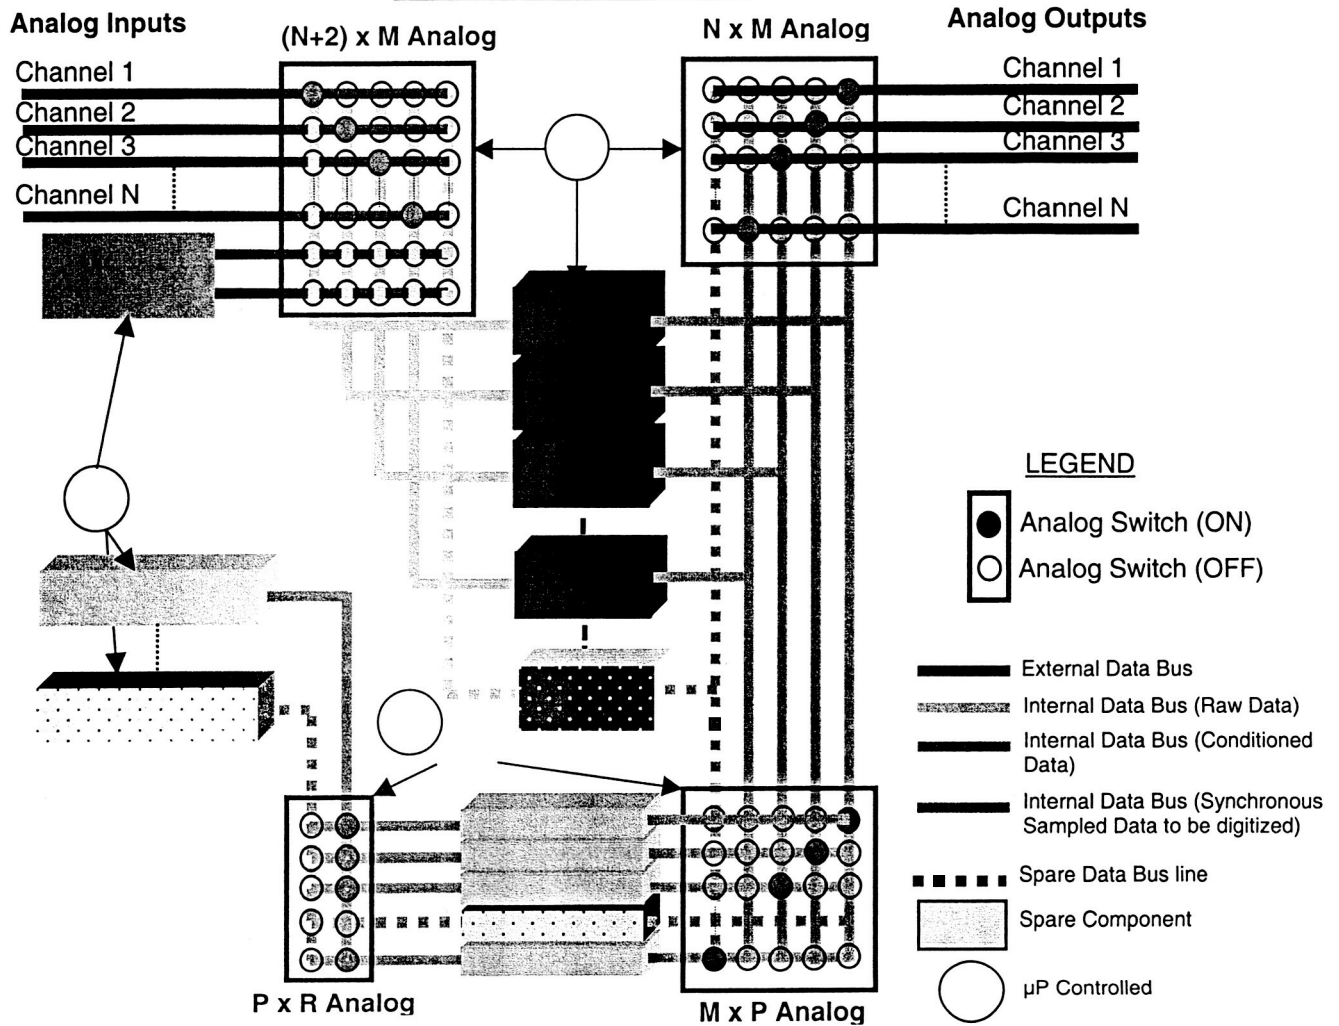 Analog Inputs
(N+2) x M Analog
N x M Analog
Analog Outputs
Channel 1
Channel 2
Channel 3
Channel N
Channel 1
Channel 2
Channel 3
Channel N
LEGEND
Analog Switch (ON)
Analog Switch (OFF)
External Data Bus
Internal Data Bus (Raw Data)
Internal Data Bus (Conditioned
Data)
Internal Data Bus (Synchronous
Sampled Data to be digitized)
Spare Data Bus line
Spare Component
µP Controlled
P x R Analog
M x P Analog